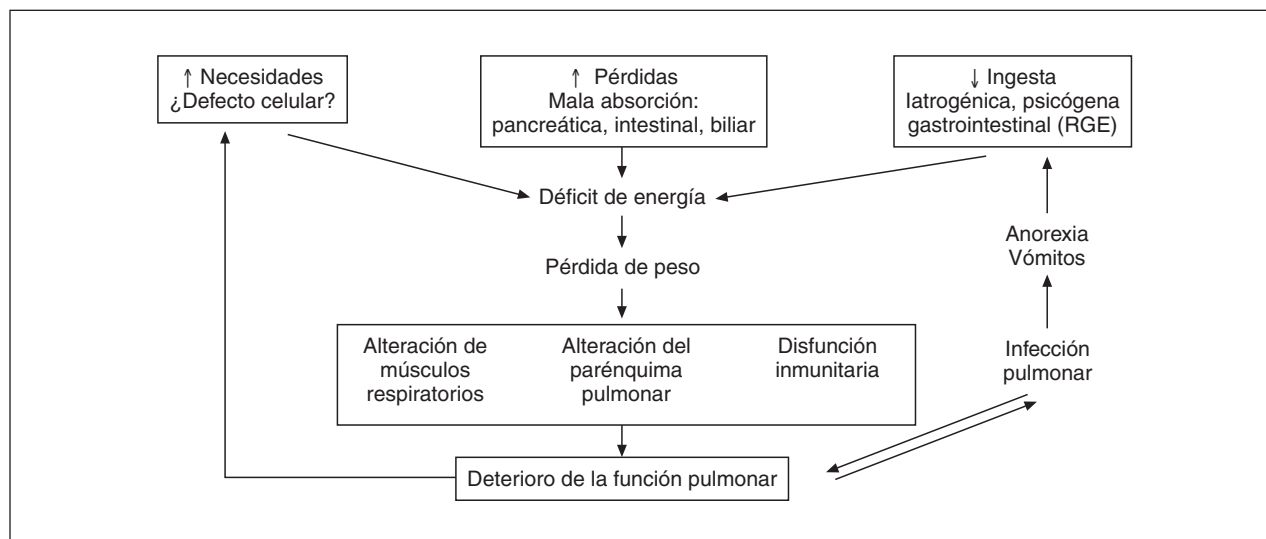 ↑ Necesidades
¿Defecto celular?
↑ Pérdidas
Mala absorción:
pancreática, intestinal, biliar
↓ Ingesta
Iatrogénica, psicógena
gastrointestinal (RGE)
Déficit de energía
Anorexia
Vómitos
Pérdida de peso
Alteración de
músculos
respiratorios
Alteración del
parénquima
pulmonar
Disfunción
inmunitaria
Infección
pulmonar
Deterioro de la función pulmonar